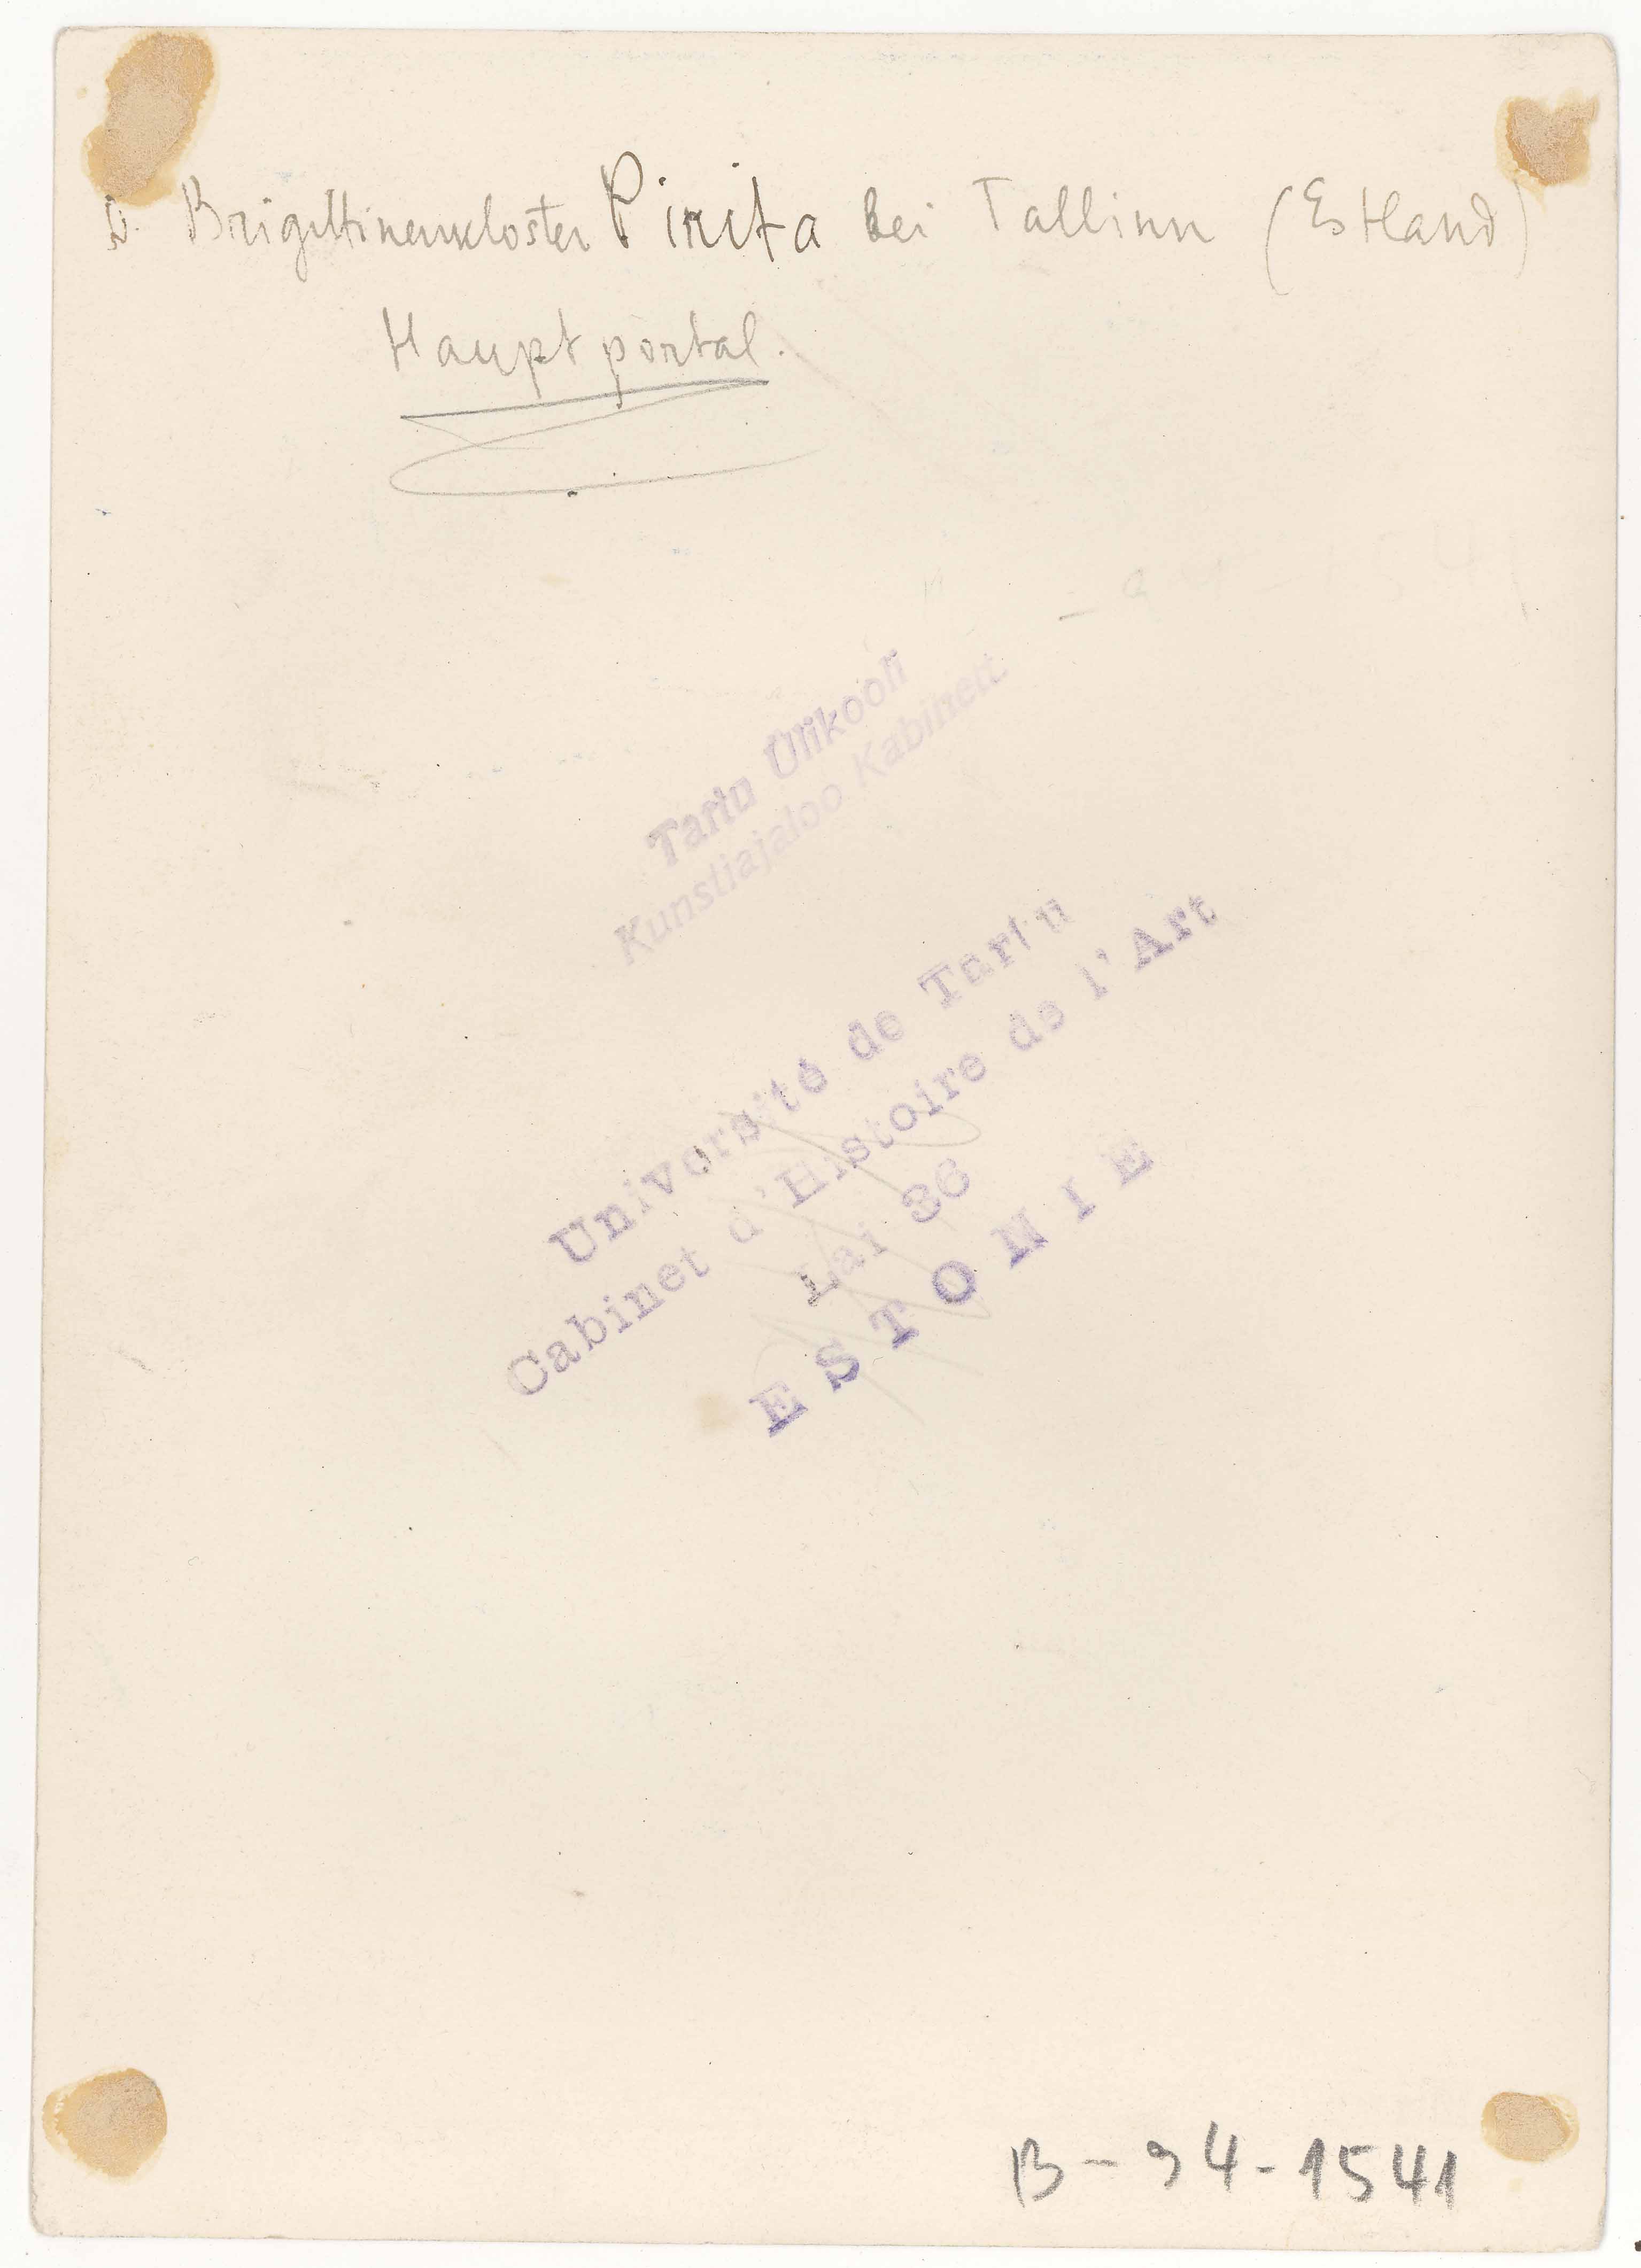 Brigittinenkloster Pirita bei Tallinn (Estland)
Hauptportal.
Tartu Ülikooli
Kunstiajaloo Kabinett
Université de Tartu
Cabinet d'Histoire de l'Art
Lai 36
ESTONIE
B-94-1541